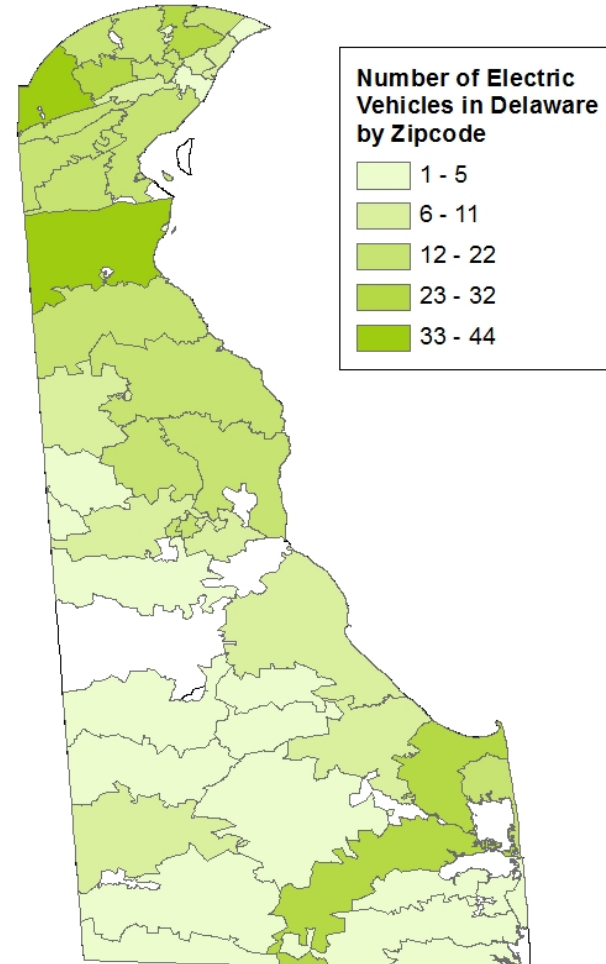 Number of Electric
Vehicles in Delaware
by Zipcode
1 - 5
6 - 11
12 - 22
23 - 32
33 - 44